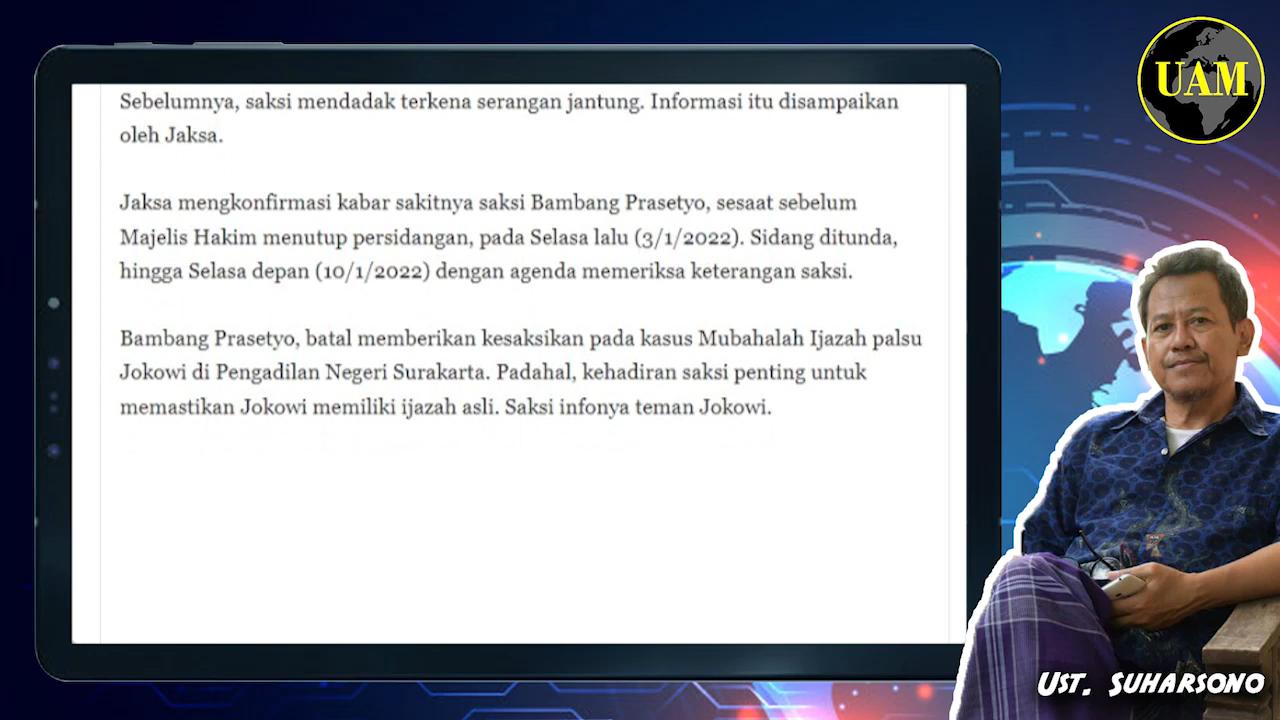 Sebelumnya, saksi mendadak terkena serangan jantung. Informasi itu disampaikan
oleh Jaksa.
Jaksa mengkonfirmasi kabar sakitnya saksi Bambang Prasetyo, sesaat sebelum
Majelis Hakim menutup persidangan, pada Selasa lalu (3/1/2022). Sidang ditunda,
hingga Selasa depan (10/1/2022) dengan agenda memeriksa keterangan saksi.
Bambang Prasetyo, batal memberikan kesaksikan pada kasus Mubahalah Ijazah palsu
Jokowi di Pengadilan Negeri Surakarta. Padahal, kehadiran saksi penting untuk
memastikan Jokowi memiliki ijazah asli. Saksi infonya teman Jokowi.
UAM
Ust. Suharsono